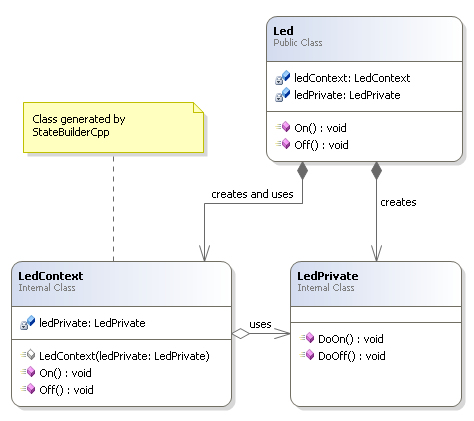 Led
Public Class
ledContext: LedContext
ledPrivate: LedPrivate
On() : void
Off() : void
Class generated by
StateBuilderCpp
creates and uses
creates
LedContext
Internal Class
ledPrivate: LedPrivate
LedContext(ledPrivate: LedPrivate)
On() : void
Off() : void
uses
LedPrivate
Internal Class
DoOn() : void
DoOff() : void